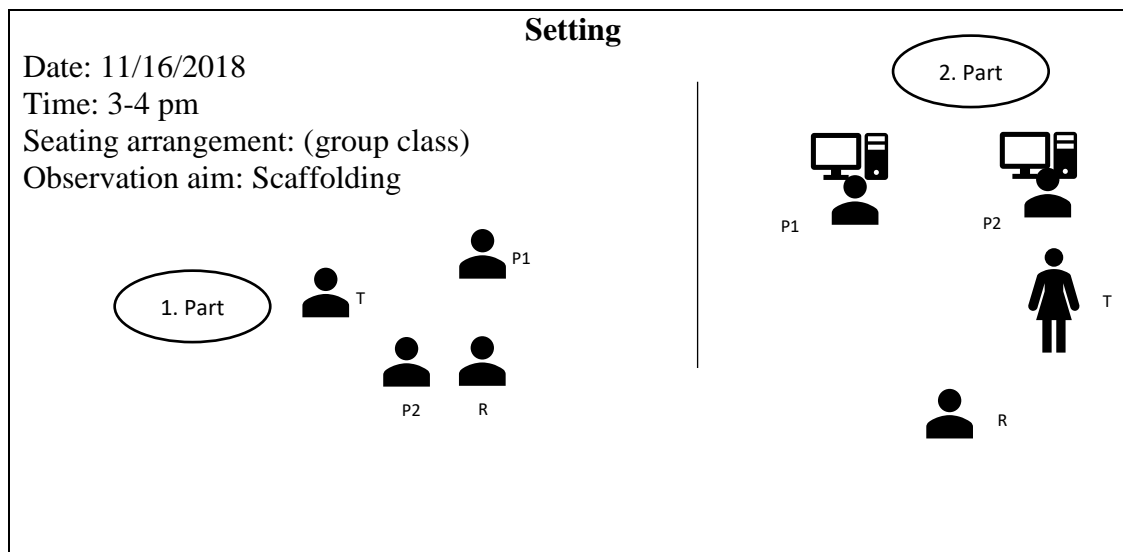 Setting
Date: 11/16/2018
Time: 3-4 pm
Seating arrangement: (group class)
Observation aim: Scaffolding
1. Part
T
P1
P2
R
2. Part
P1
P2
T
R